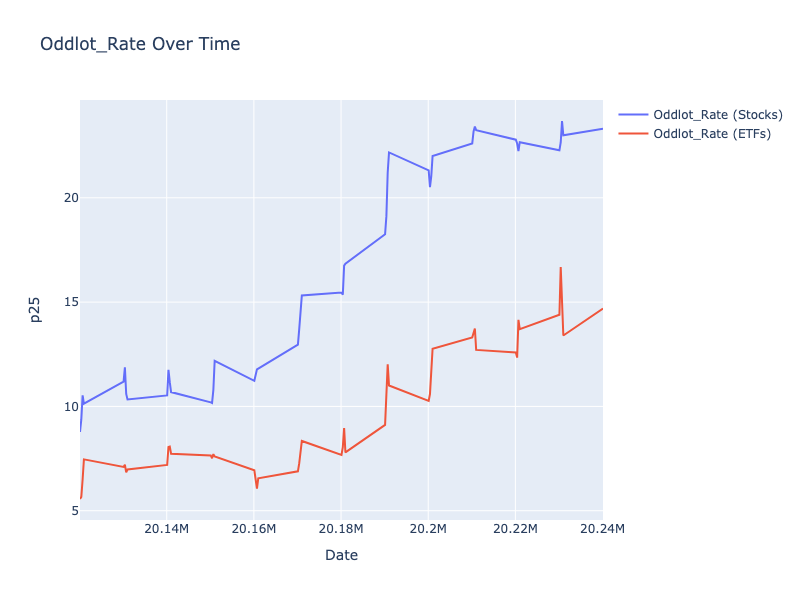 Oddlot_Rate Over Time
Oddlot_Rate (Stocks)
Oddlot_Rate (ETFs)
p25
20
15
10
5
20.14M
20.16M
20.18M
20.2M
20.22M
20.24M
Date